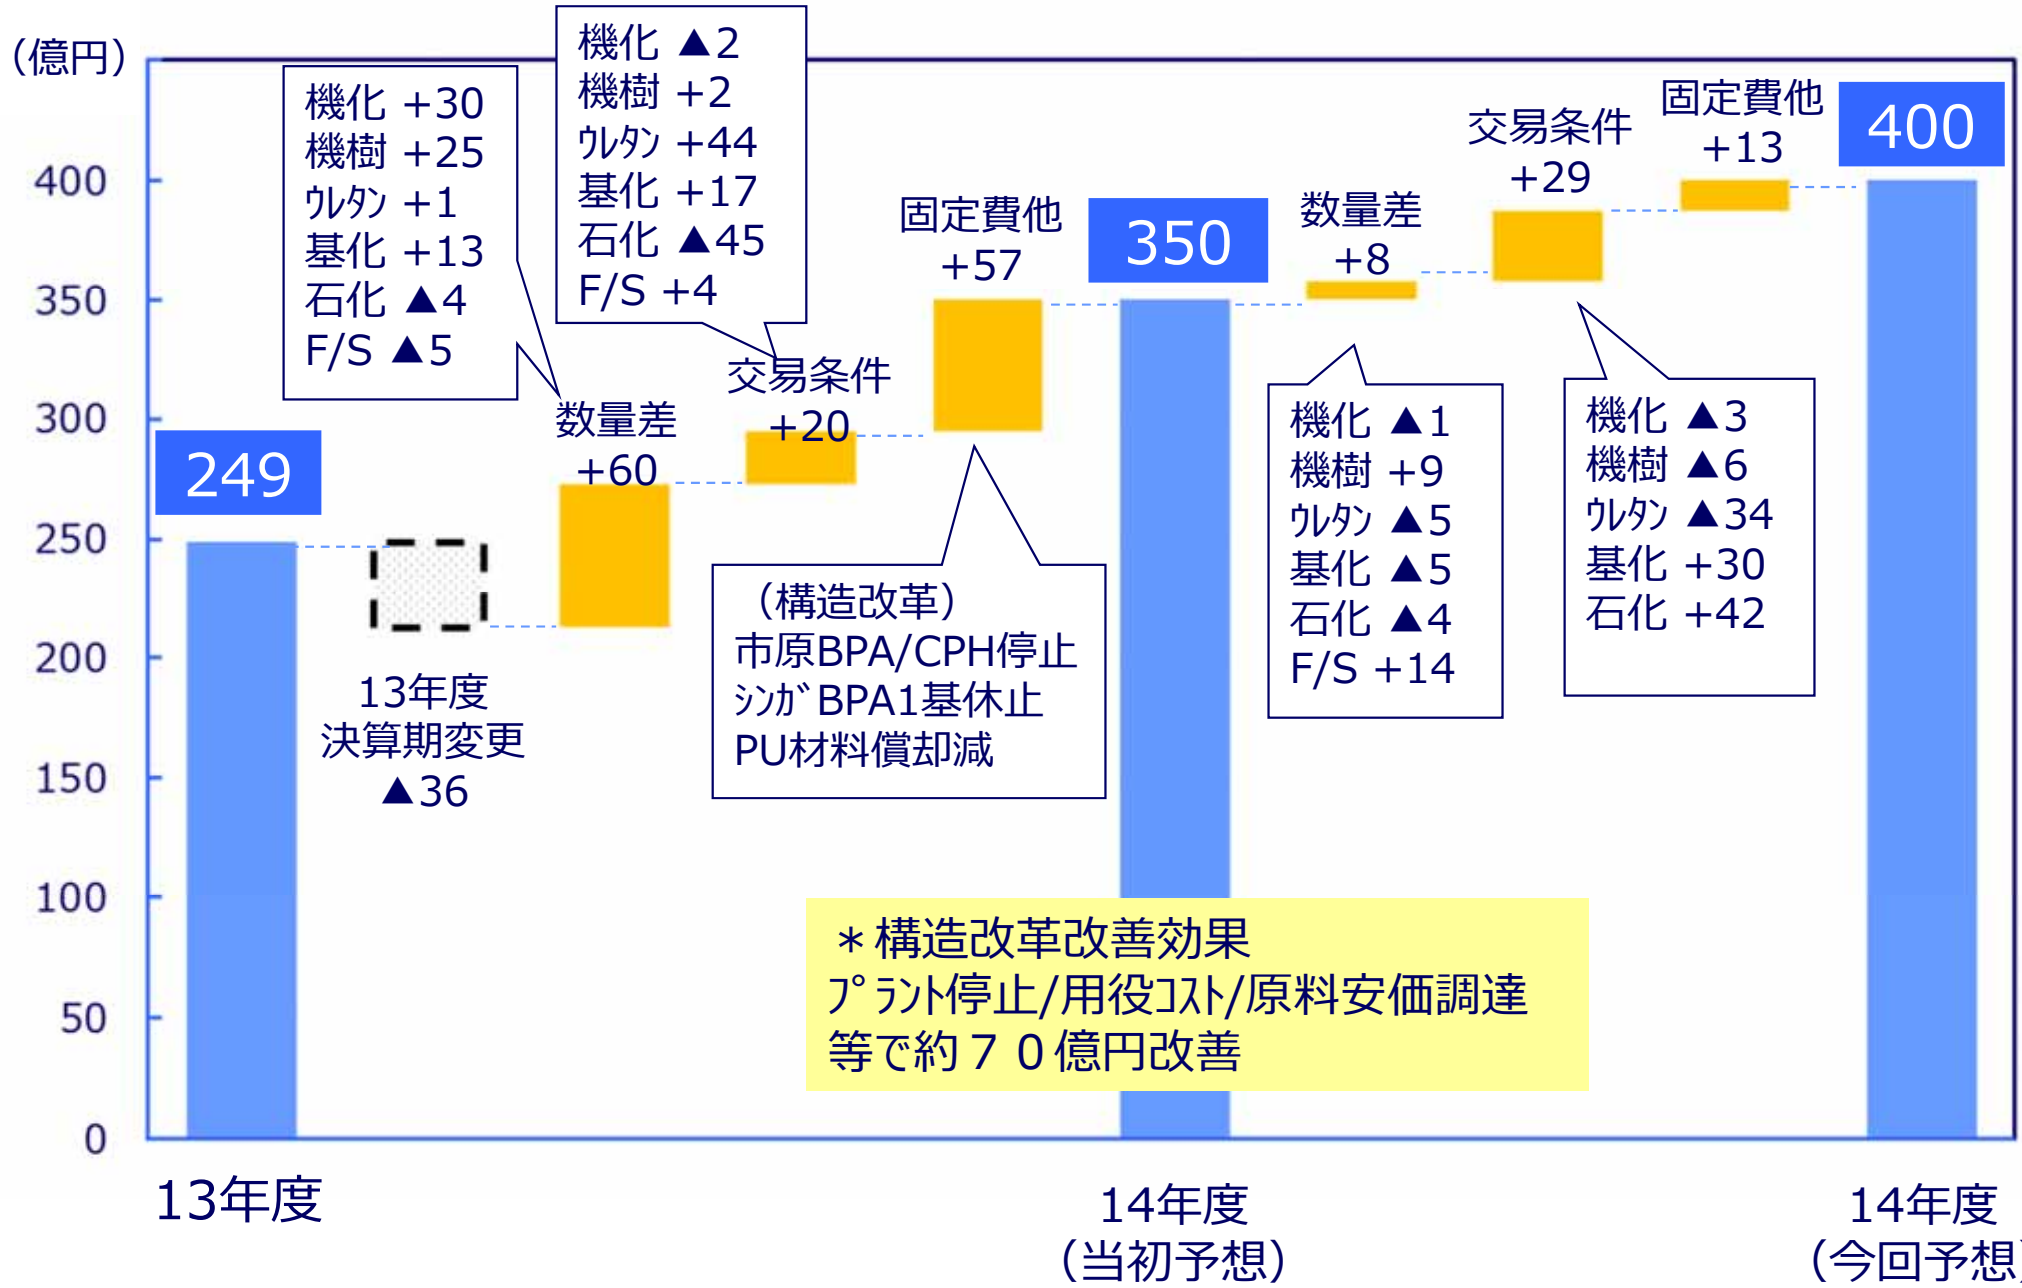 （億円）
400
350
300
250
200
150
100
50
0
249
13年度
決算期変更
▲36
機化 +30
機樹 +25
ｳﾚﾀﾝ +1
基化 +13
石化 ▲4
F/S ▲5
数量差
+60
機化 ▲2
機樹 +2
ｳﾚﾀﾝ +44
基化 +17
石化 ▲45
F/S +4
交易条件
+20
固定費他
+57
（構造改革）
市原BPA/CPH停止
ｼﾝｶﾞBPA1基休止
PU材料償却減
350
数量差
+8
機化 ▲1
機樹 +9
ｳﾚﾀﾝ ▲5
基化 ▲5
石化 ▲4
F/S +14
交易条件
+29
機化 ▲3
機樹 ▲6
ｳﾚﾀﾝ ▲34
基化 +30
石化 +42
固定費他
+13
400
＊構造改革改善効果
ﾌﾟﾗﾝﾄ停止/用役ｺｽﾄ/原料安価調達
等で約７０億円改善
13年度
14年度
（当初予想）
14年度
（今回予想）